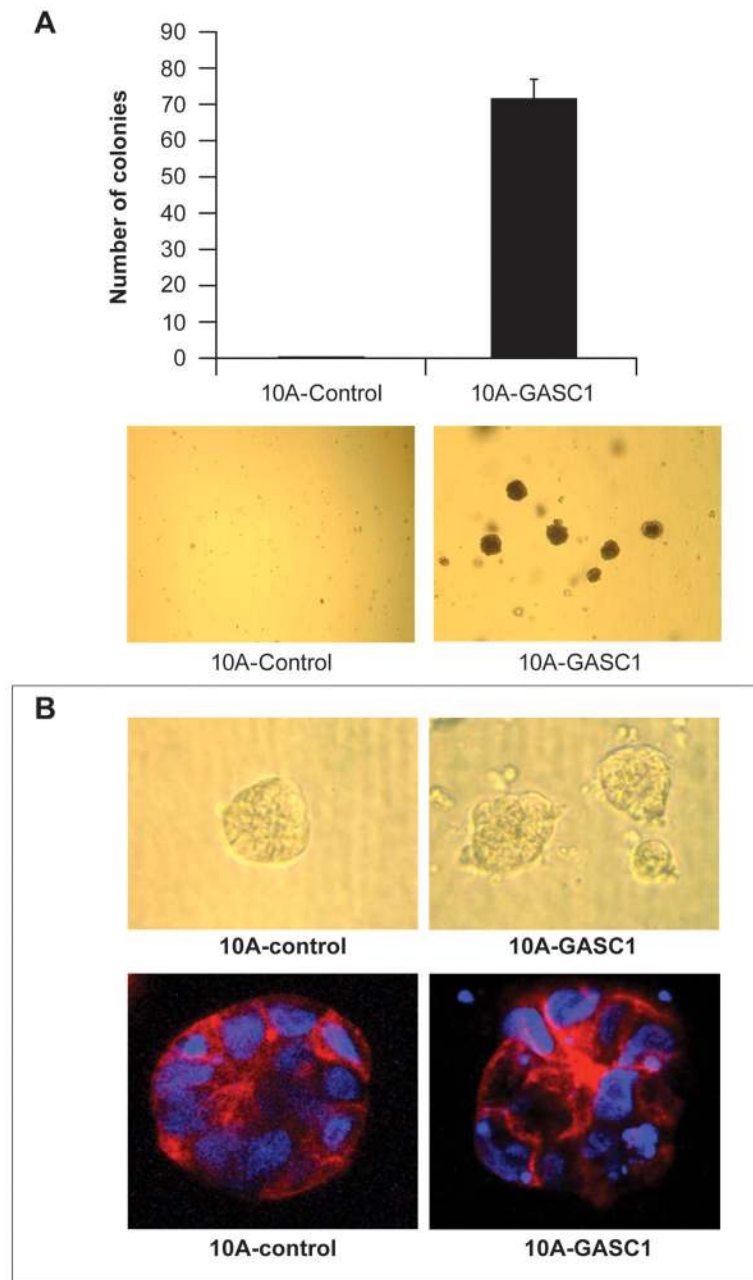 A
Number of colonies
90
80
70
60
50
40
30
20
10
0
10A-Control 10A-GASC1
10A-Control 10A-GASC1
B
10A-control 10A-GASC1
10A-control 10A-GASC1